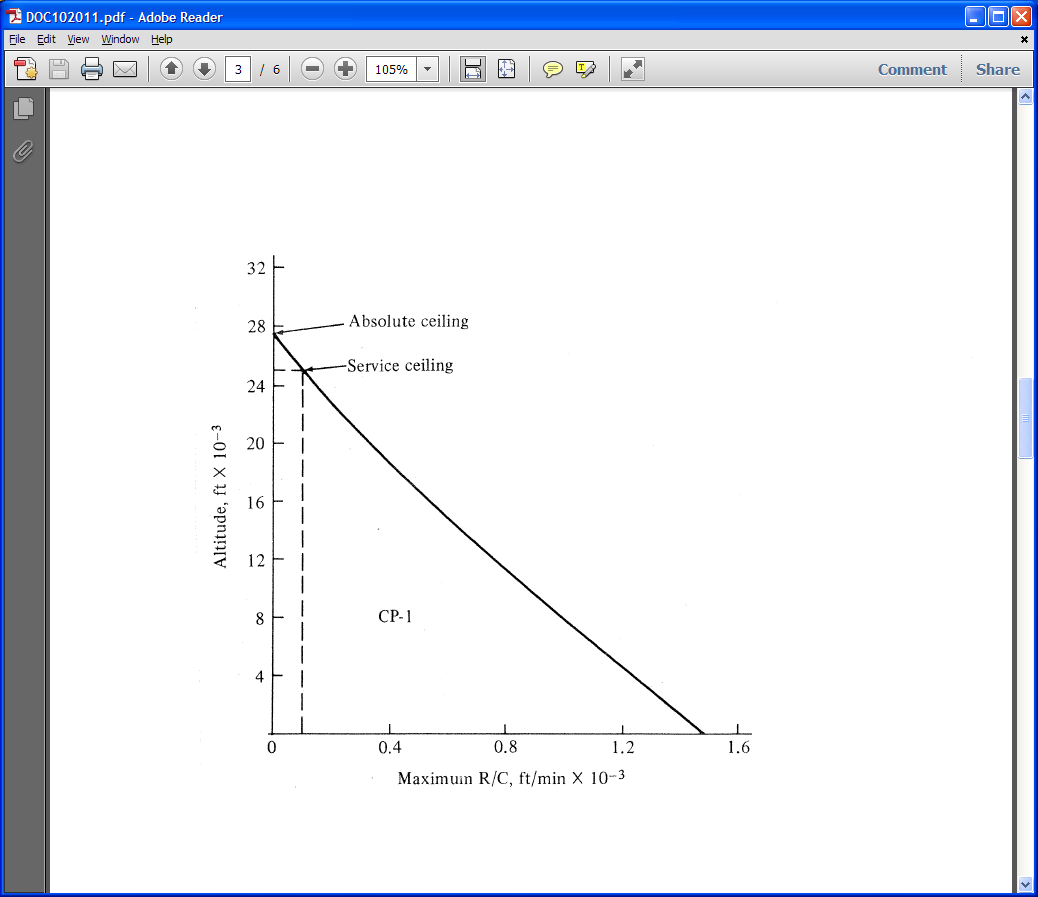 DOC102011.pdf - Adobe Reader
File Edit View Window Help
3 / 6 105% Comment Share
32
28
24
20
16
12
8
4
Absolute ceiling
Service ceiling
Altitude, ft X 10⁻³
CP-1
0 0.4 0.8 1.2 1.6
Maximum R/C, ft/min X 10⁻³